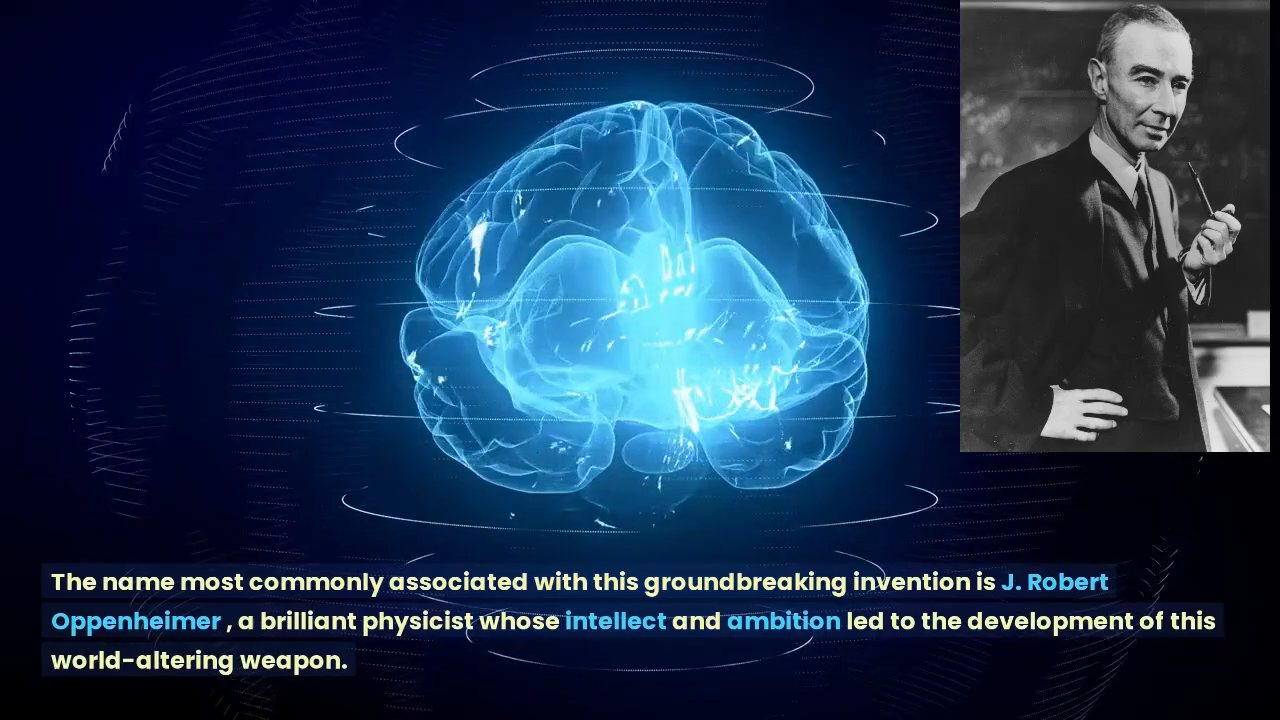 The name most commonly associated with this groundbreaking invention is J. Robert
Oppenheimer , a brilliant physicist whose intellect and ambition led to the development of this
world-altering weapon.